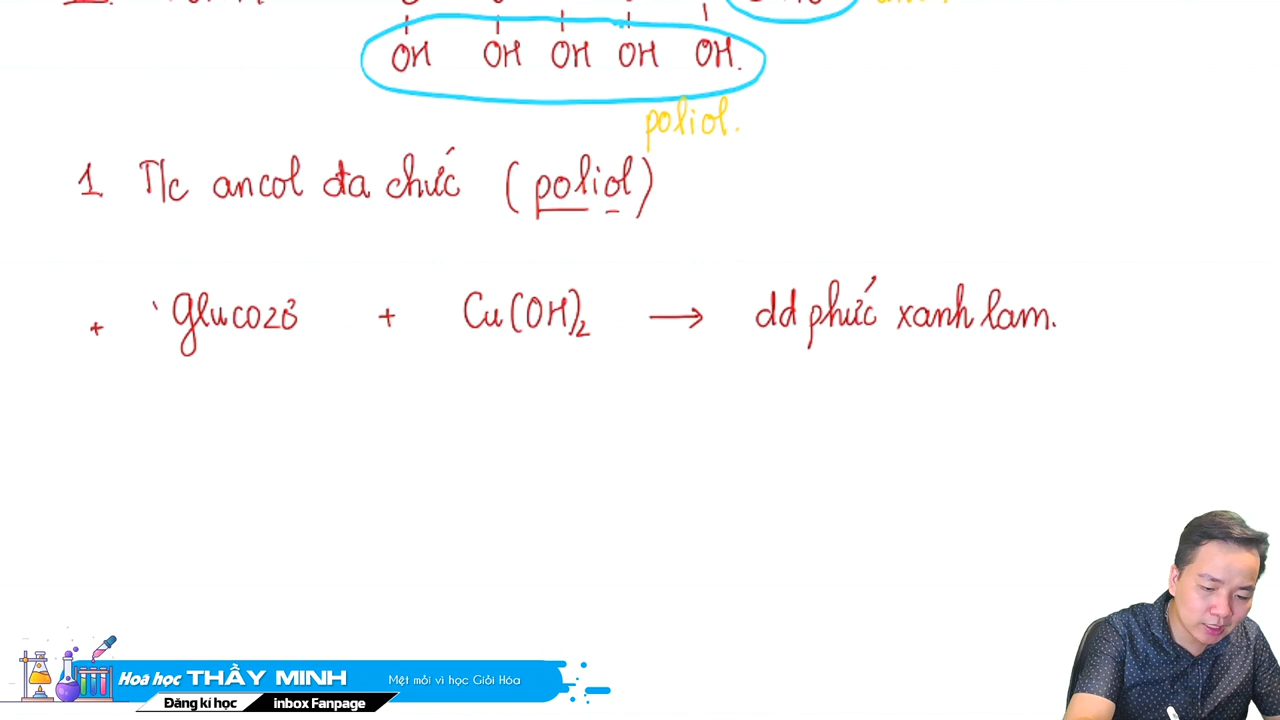 OH OH OH OH OH.
poliol.
1 T/c ancol đa chức (poliol)
+ Glucozơ + Cu(OH)₂ → dd phức xanh lam.
Hoá học THẦY MINH
Mệt mỏi vì học Giỏi Hóa
Đăng kí học inbox Fanpage